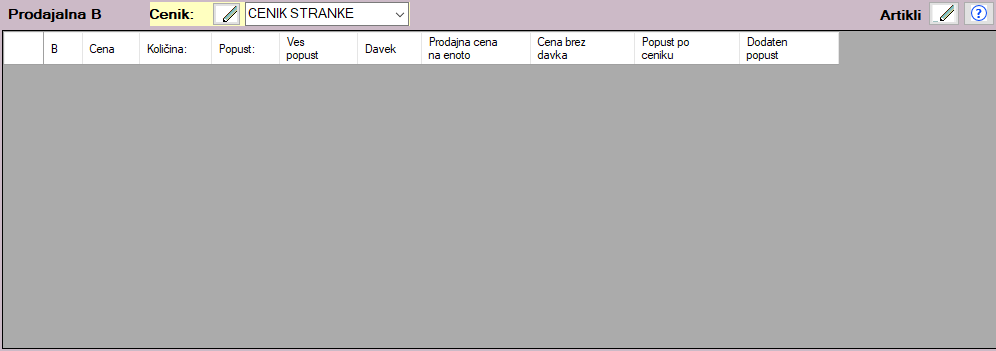 Prodajalna B Cenik: CENIK STRANKE Artikli ?
B Cena Količina: Popust: Ves popust Davek Prodajna cena na enoto Cena brez davka Popust po ceniku Dodaten popust